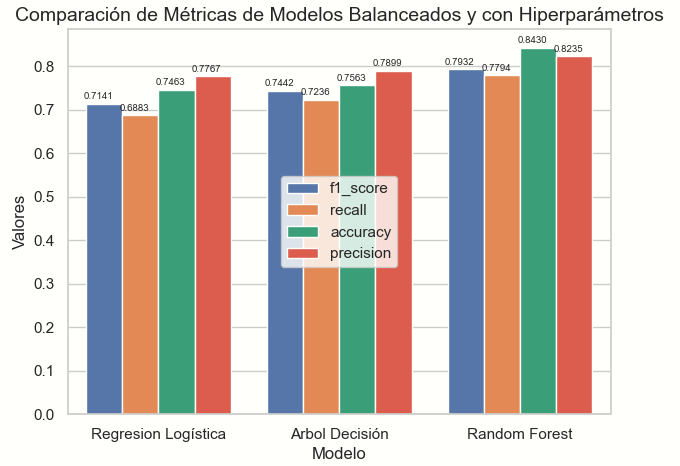 Comparación de Métricas de Modelos Balanceados y con Hiperparámetros
0.8
0.7
0.6
0.5
0.4
0.3
0.2
0.1
0.0
Valores
0.7141
0.6883
0.7463
0.7767
0.7442
0.7236
0.7563
0.7899
0.7932
0.7794
0.8430
0.8235
f1_score
recall
accuracy
precision
Regresion Logística
Arbol Decisión
Random Forest
Modelo